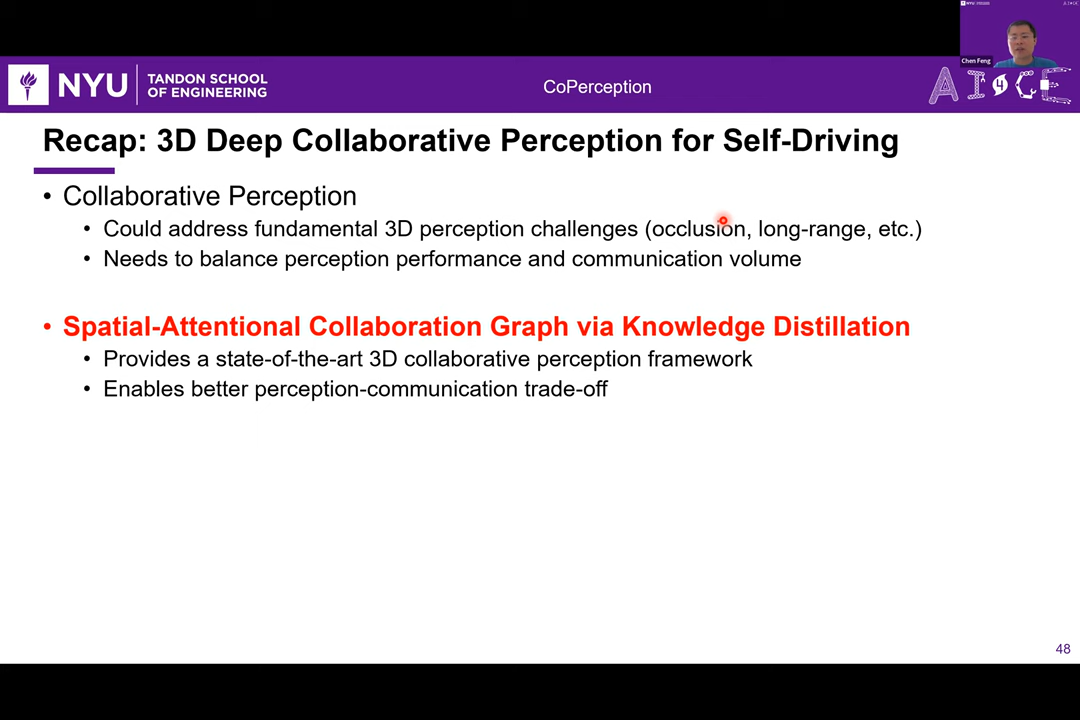 Chen Feng
NYU
TANDON SCHOOL
OF ENGINEERING
CoPerception
AI4CE
Recap: 3D Deep Collaborative Perception for Self-Driving
• Collaborative Perception
• Could address fundamental 3D perception challenges (occlusion, long-range, etc.)
• Needs to balance perception performance and communication volume
• Spatial-Attentional Collaboration Graph via Knowledge Distillation
• Provides a state-of-the-art 3D collaborative perception framework
• Enables better perception-communication trade-off
48